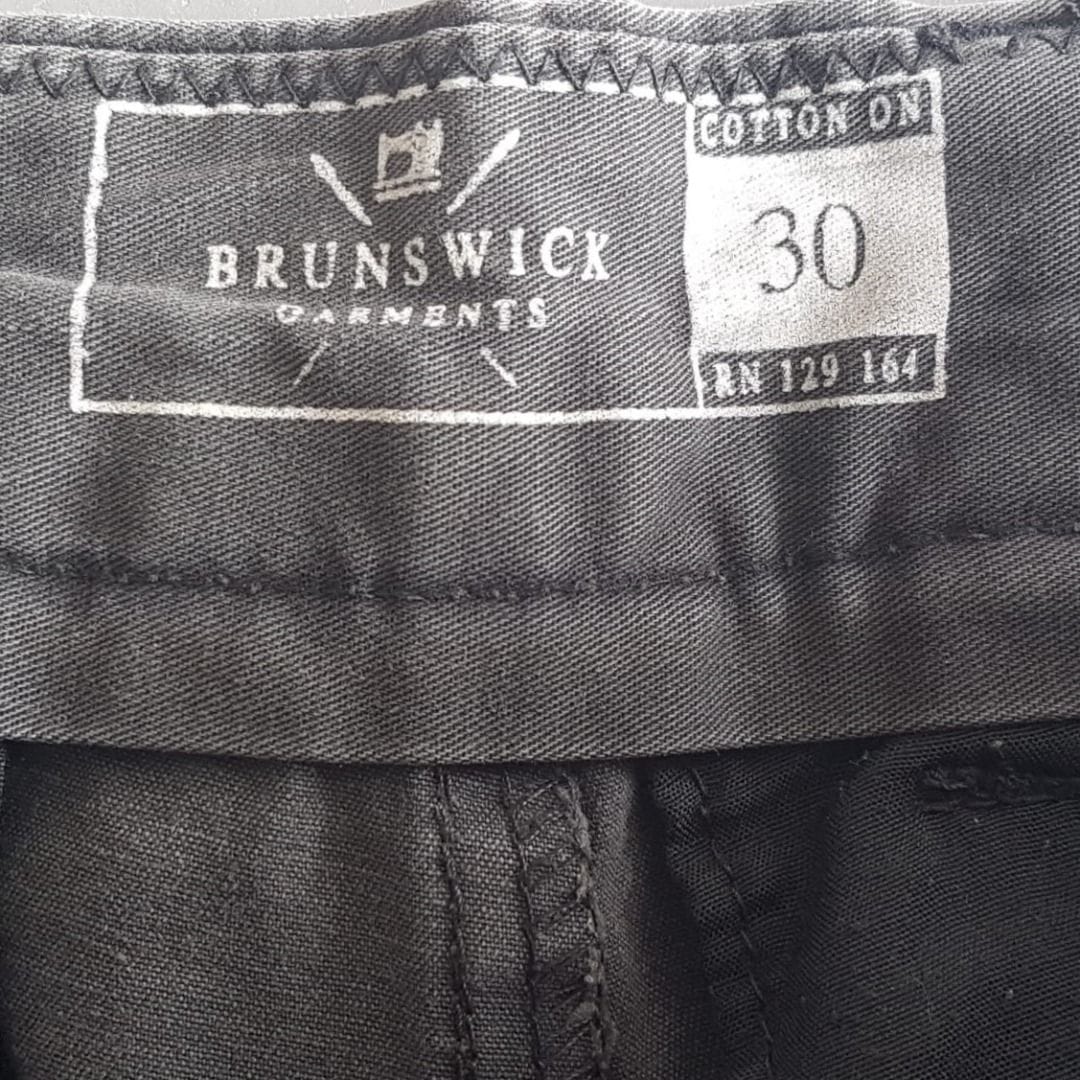 BRUNSWICK
GARMENTS
COTTON ON
30
RN 129 164